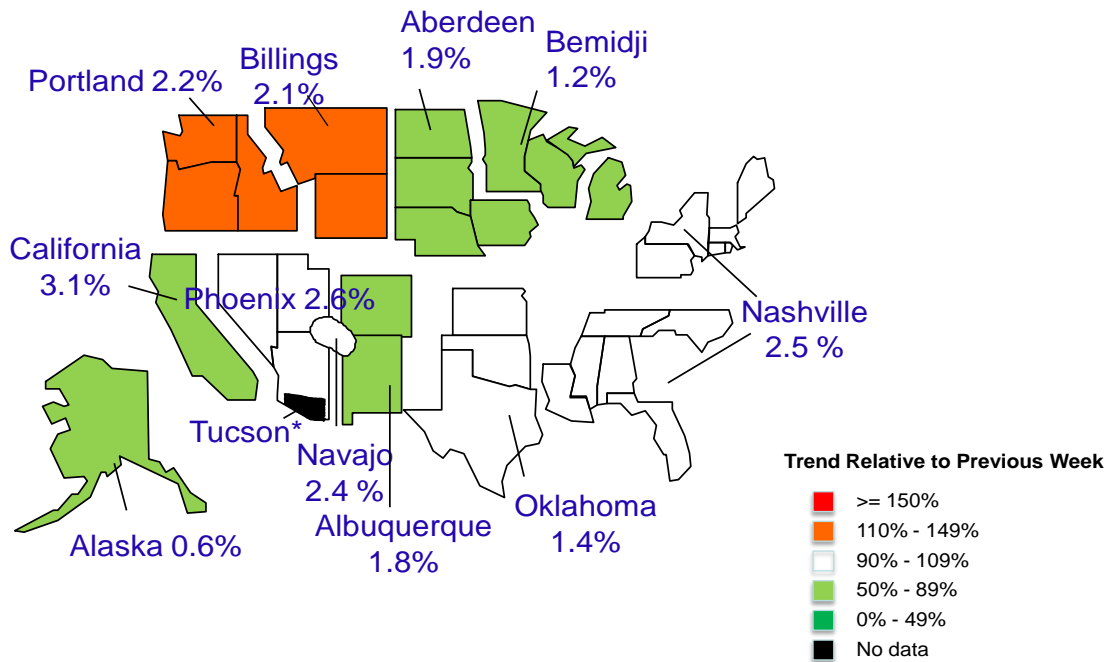 Aberdeen
1.9%
Bemidji
1.2%
Billings
2.1%
Portland 2.2%
California
3.1%
Phoenix 2.6%
Nashville
2.5 %
Tucson*
Navajo
2.4 %
Albuquerque
1.8%
Oklahoma
1.4%
Alaska 0.6%
Trend Relative to Previous Week
>= 150%
110% - 149%
90% - 109%
50% - 89%
0% - 49%
No data